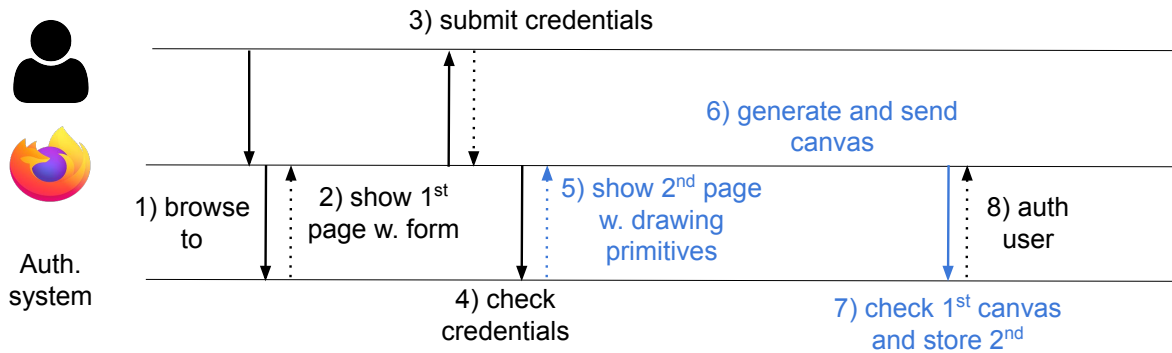 3) submit credentials
6) generate and send
canvas
1) browse
to
2) show 1st
page w. form
5) show 2nd page
w. drawing
primitives
8) auth
user
Auth.
system
4) check
credentials
7) check 1st canvas
and store 2nd